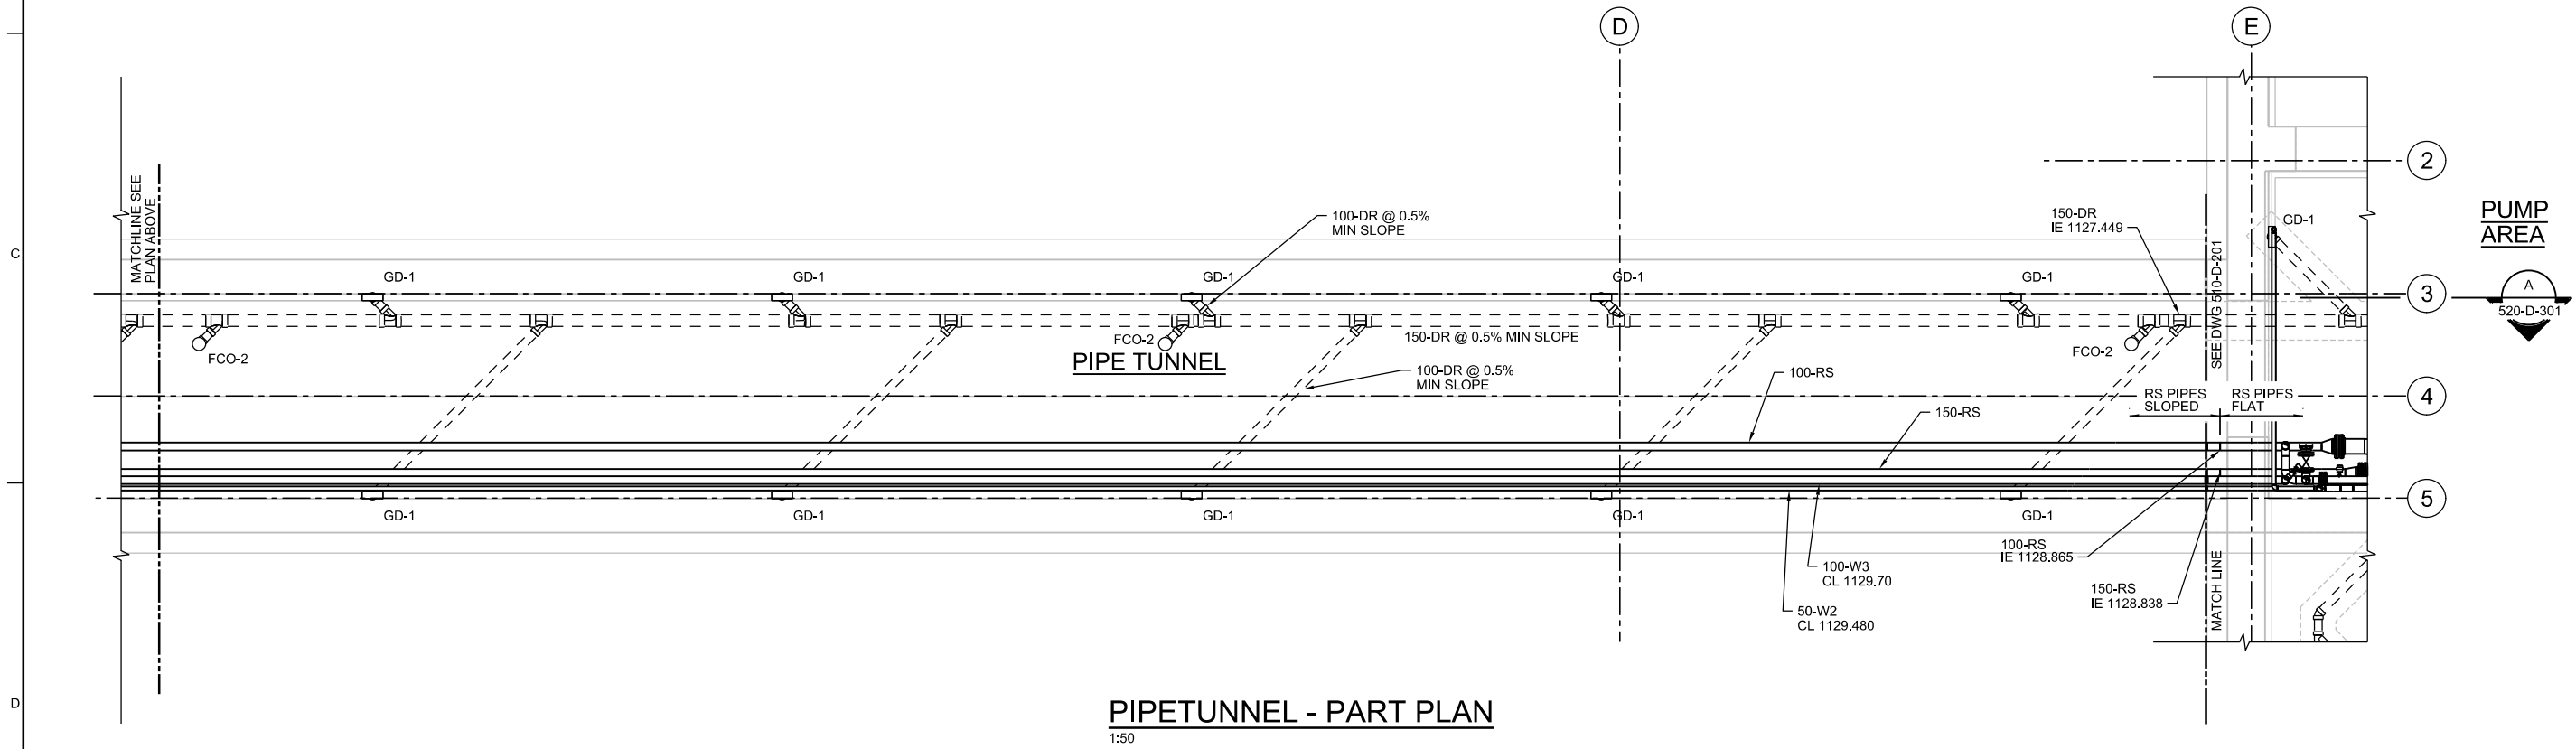 D
E
2
MATCHLINE SEE
PLAN ABOVE
100-DR @ 0.5%
MIN SLOPE
150-DR
IE 1127.449
GD-1
PUMP
AREA
C
GD-1
GD-1
GD-1
GD-1
GD-1
SEE DWG 510-D-201
3
A
520-D-301
FCO-2
FCO-2
150-DR @ 0.5% MIN SLOPE
FCO-2
PIPE TUNNEL
100-DR @ 0.5%
MIN SLOPE
100-RS
RS PIPES
SLOPED
RS PIPES
FLAT
4
150-RS
5
GD-1
GD-1
GD-1
GD-1
GD-1
100-RS
IE 1128.865
100-W3
CL 1129.70
150-RS
IE 1128.838
50-W2
CL 1129.480
MATCH LINE
D
PIPETUNNEL - PART PLAN
1:50